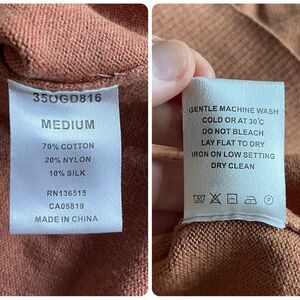 35OGD816
MEDIUM
70% COTTON
20% NYLON
10% SILK
RN136515
CA05819
MADE IN CHINA
GENTLE MACHINE WASH
COLD OR AT 30℃
DO NOT BLEACH
LAY FLAT TO DRY
IRON ON LOW SETTING
DRY CLEAN